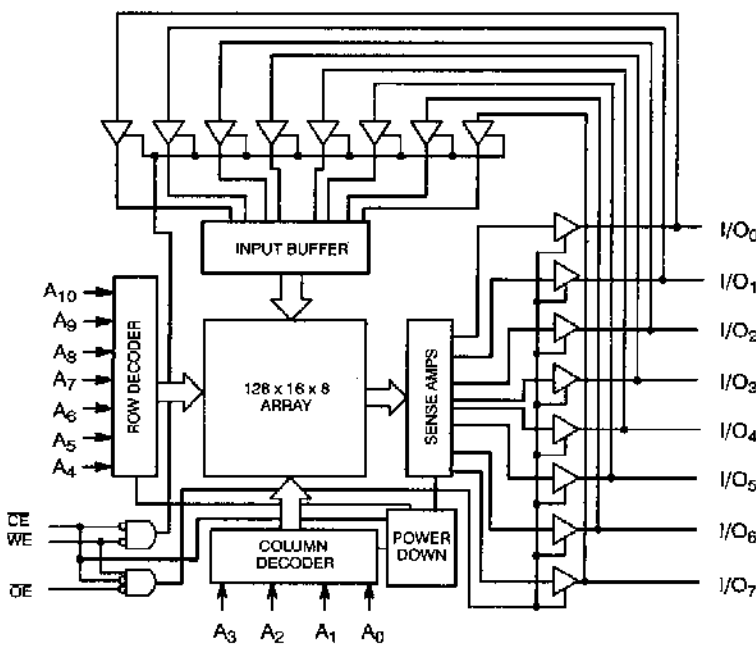 INPUT BUFFER
I/O₀
I/O₁
I/O₂
I/O₃
I/O₄
I/O₅
I/O₆
I/O₇
A₁₀
A₉
A₈
A₇
A₆
A₅
A₄
ROW DECODER
128 x 16 x 8
ARRAY
SENSE AMPS
CE
WE
OE
COLUMN
DECODER
POWER
DOWN
A₃
A₂
A₁
A₀